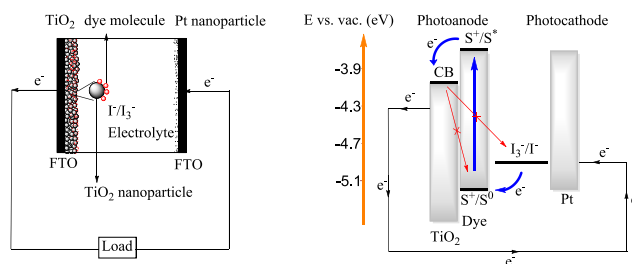 TiO2 dye molecule Pt nanoparticle
e-
e-
I-/I3-
Electrolyte
FTO
FTO
TiO2 nanoparticle
Load
E vs. vac. (eV)
Photoanode
Photocathode
S+/S*
e-
CB
-3.9
-4.3
-4.7
-5.1
I3-/I-
e-
e-
S+/S0
e-
Dye
TiO2
Pt
e-
e-
e